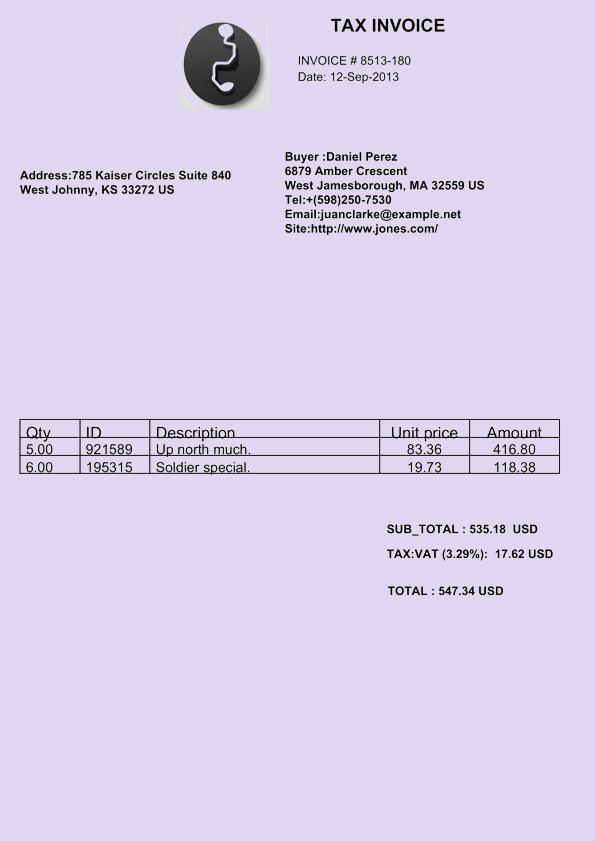 TAX INVOICE
INVOICE # 8513-180
Date: 12-Sep-2013
Address:785 Kaiser Circles Suite 840
West Johnny, KS 33272 US
Buyer :Daniel Perez
6879 Amber Crescent
West Jamesborough, MA 32559 US
Tel:+(598)250-7530
Email:juanclarke@example.net
Site:http://www.jones.com/
Qty ID Description Unit price Amount
5.00 921589 Up north much. 83.36 416.80
6.00 195315 Soldier special. 19.73 118.38
SUB_TOTAL : 535.18 USD
TAX:VAT (3.29%): 17.62 USD
TOTAL : 547.34 USD